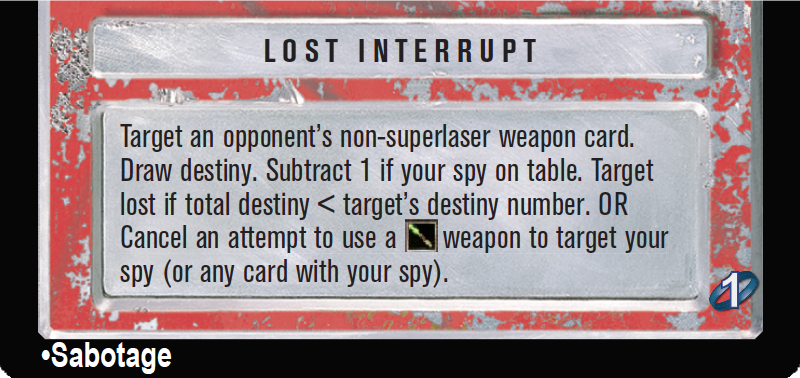 LOST INTERRUPT
Target an opponent's non-superlaser weapon card.
Draw destiny. Subtract 1 if your spy on table. Target
lost if total destiny < target's destiny number. OR
Cancel an attempt to use a weapon to target your
spy (or any card with your spy).
1
•Sabotage